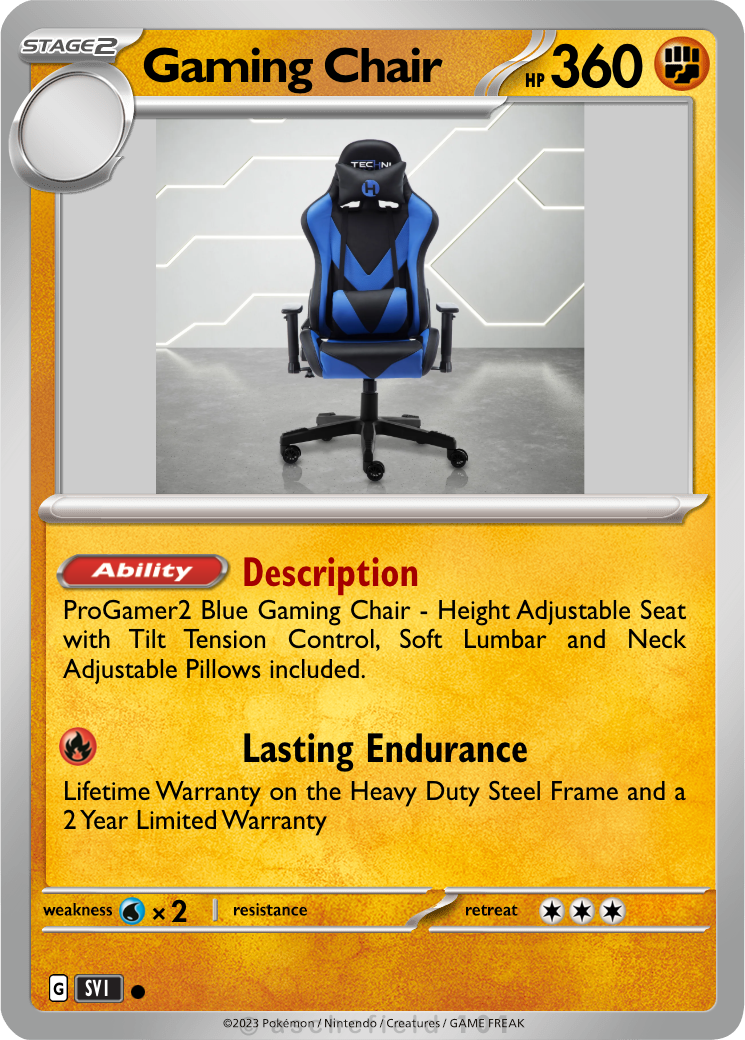 STAGE2
Gaming Chair HP 360
TECHNI
H
Ability Description
ProGamer2 Blue Gaming Chair - Height Adjustable Seat
with Tilt Tension Control, Soft Lumbar and Neck
Adjustable Pillows included.
Lasting Endurance
Lifetime Warranty on the Heavy Duty Steel Frame and a
2 Year Limited Warranty
weakness × 2 resistance retreat
G SVI
©2023 Pokémon / Nintendo / Creatures / GAME FREAK